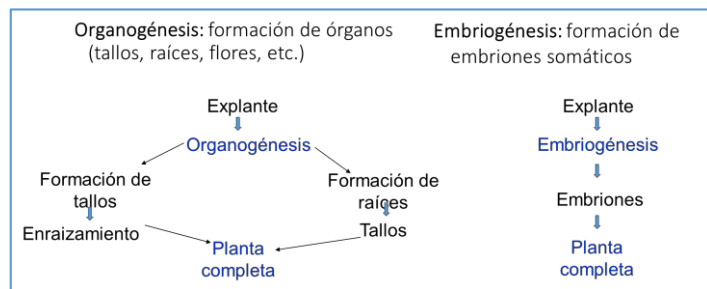 Organogénesis: formación de órganos
(tallos, raíces, flores, etc.)
Explante
Organogénesis
Formación de
tallos
Enraizamiento
Formación de
raíces
Tallos
Planta
completa
Embriogénesis: formación de
embriones somáticos
Explante
Embriogénesis
Embriones
Planta
completa